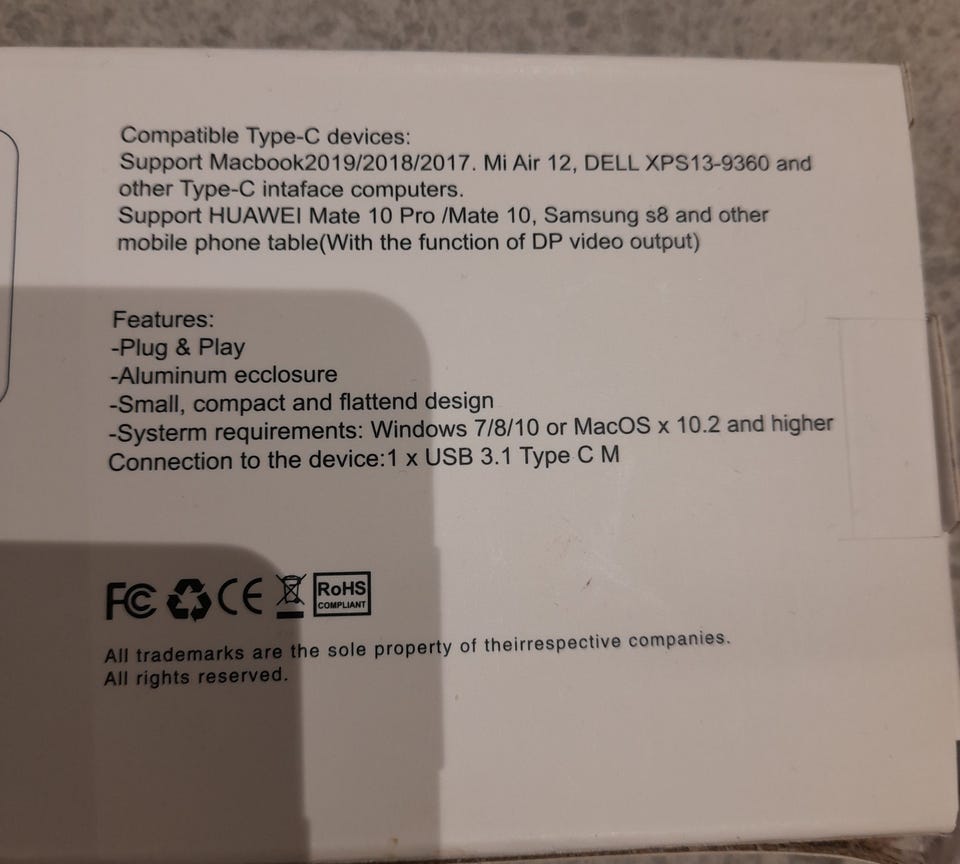 Compatible Type-C devices:
Support Macbook2019/2018/2017. Mi Air 12, DELL XPS13-9360 and
other Type-C intaface computers.
Support HUAWEI Mate 10 Pro /Mate 10, Samsung s8 and other
mobile phone table(With the function of DP video output)
Features:
-Plug & Play
-Aluminum ecclosure
-Small, compact and flattend design
-Systerm requirements: Windows 7/8/10 or MacOS x 10.2 and higher
Connection to the device:1 x USB 3.1 Type C M
FC CE RoHS
COMPLIANT
All trademarks are the sole property of theirrespective companies.
All rights reserved.